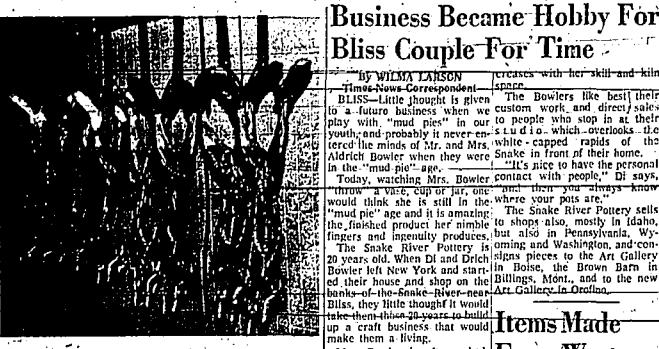 Business Became Hobby For
Bliss Couple For Time
By WILMA LARSON
Times-News Correspondent
BLISS—Little thought is given
to a future business when we
play with "mud pies" in our
youth, and probably it never en-
tered the minds of Mr. and Mrs.
Aldrich Bowler when they were
in the "mud pie" age.
Today, watching Mrs. Bowler
"throw" a vase, cup or jar, one
would think she is still in the
"mud pie" age and it is amazing
the finished product her nimble
fingers and ingenuity produces.
The Snake River Pottery is
20 years old. When Di and Drich
Bowler left New York and start-
ed their house and shop on the
banks of the Snake River near
Bliss, they little thought it would
take them those 20 years to build
up a craft business that would
make them a living.
creases with her skill and kiln
space.
The Bowlers like best their
custom work and direct sales
to people who stop in at their
studio which overlooks the
white-capped rapids of the
Snake in front of their home.
"It's nice to have the personal
contact with people," Di says,
"and then you always know
where your pots are."
The Snake River Pottery sells
to shops also, mostly in Idaho,
but also in Pennsylvania, Wy-
oming and Washington, and con-
signs pieces to the Art Gallery
in Boise, the Brown Barn in
Billings, Mont., and to the new
Art Gallery in Orofino.
Items Made